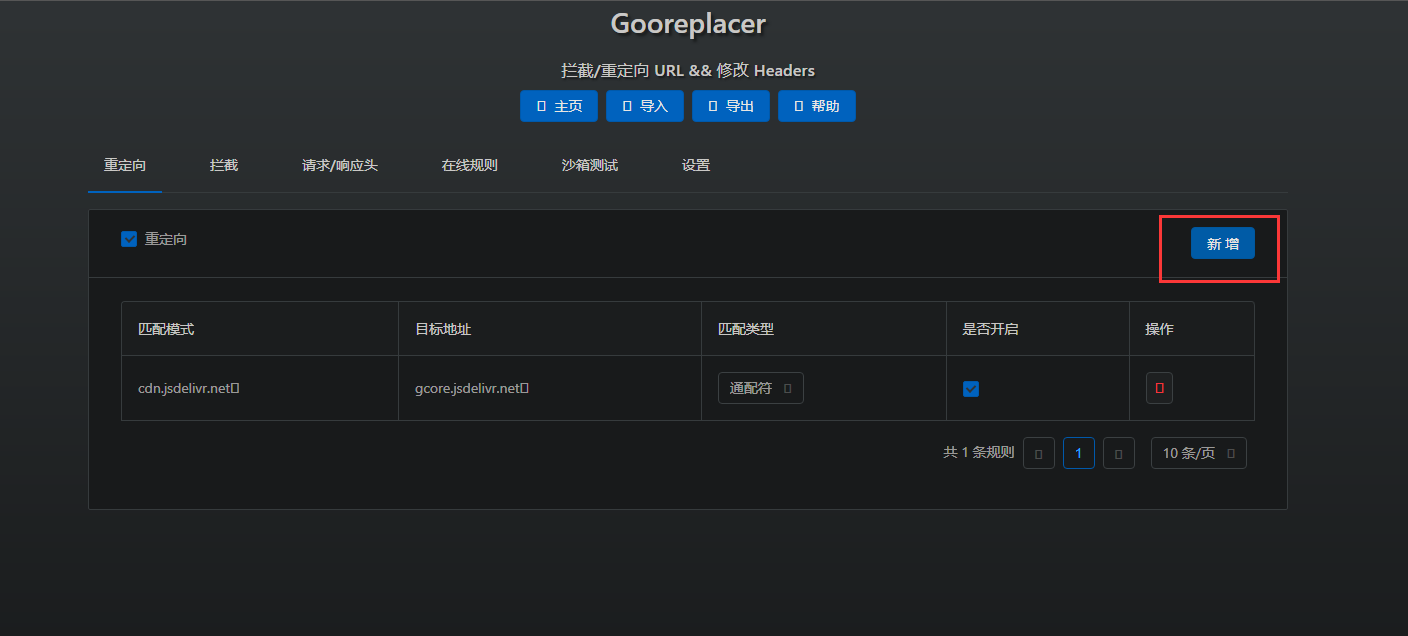 Gooreplacer
拦截/重定向 URL && 修改 Headers
主页 导入 导出 帮助
重定向 拦截 请求/响应头 在线规则 沙箱测试 设置
重定向 新 增
匹配模式 目标地址 匹配类型 是否开启 操作
cdn.jsdelivr.net gcore.jsdelivr.net 通配符
共 1 条规则 1 10 条/页